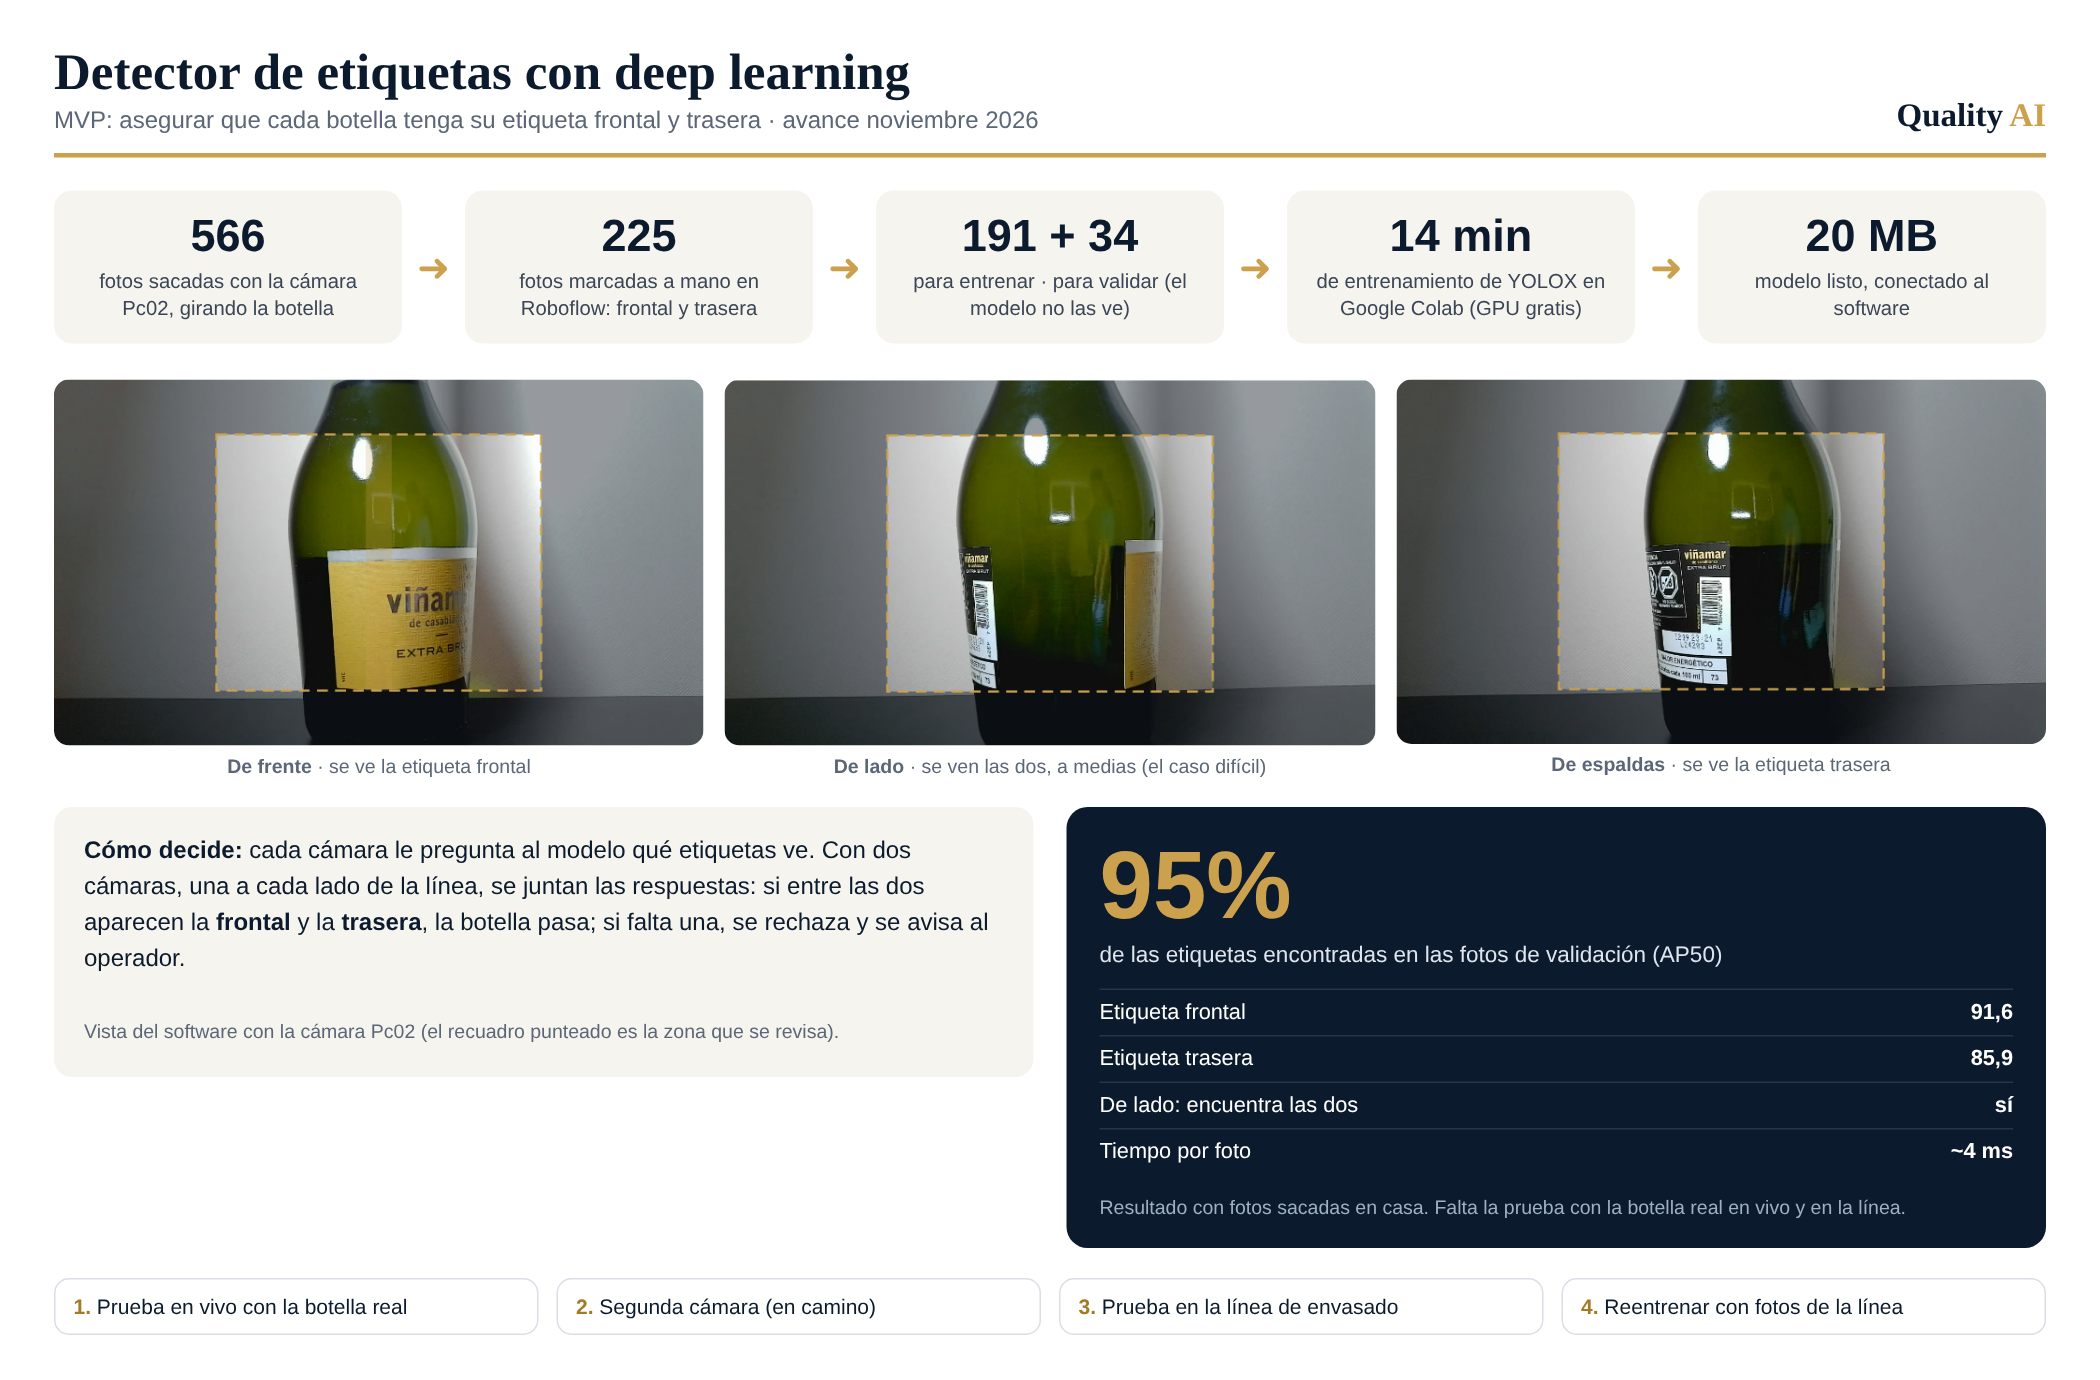 Detector de etiquetas con deep learning
MVP: asegurar que cada botella tenga su etiqueta frontal y trasera · avance noviembre 2026
Quality AI
566
fotos sacadas con la cámara
Pc02, girando la botella
➜
225
fotos marcadas a mano en
Roboflow: frontal y trasera
➜
191 + 34
para entrenar · para validar (el
modelo no las ve)
➜
14 min
de entrenamiento de YOLOX en
Google Colab (GPU gratis)
➜
20 MB
modelo listo, conectado al
software
viñam
de casab
EXTRA BR
viñamar
EXTRA BRUT
73
viñamar
EXTRA BRUT
VALOR ENERGÉTICO
100 ml 73
De frente · se ve la etiqueta frontal
De lado · se ven las dos, a medias (el caso difícil)
De espaldas · se ve la etiqueta trasera
Cómo decide: cada cámara le pregunta al modelo qué etiquetas ve. Con dos
cámaras, una a cada lado de la línea, se juntan las respuestas: si entre las dos
aparecen la frontal y la trasera, la botella pasa; si falta una, se rechaza y se avisa al
operador.
Vista del software con la cámara Pc02 (el recuadro punteado es la zona que se revisa).
95%
de las etiquetas encontradas en las fotos de validación (AP50)
Etiqueta frontal 91,6
Etiqueta trasera 85,9
De lado: encuentra las dos sí
Tiempo por foto ~4 ms
Resultado con fotos sacadas en casa. Falta la prueba con la botella real en vivo y en la línea.
1. Prueba en vivo con la botella real
2. Segunda cámara (en camino)
3. Prueba en la línea de envasado
4. Reentrenar con fotos de la línea